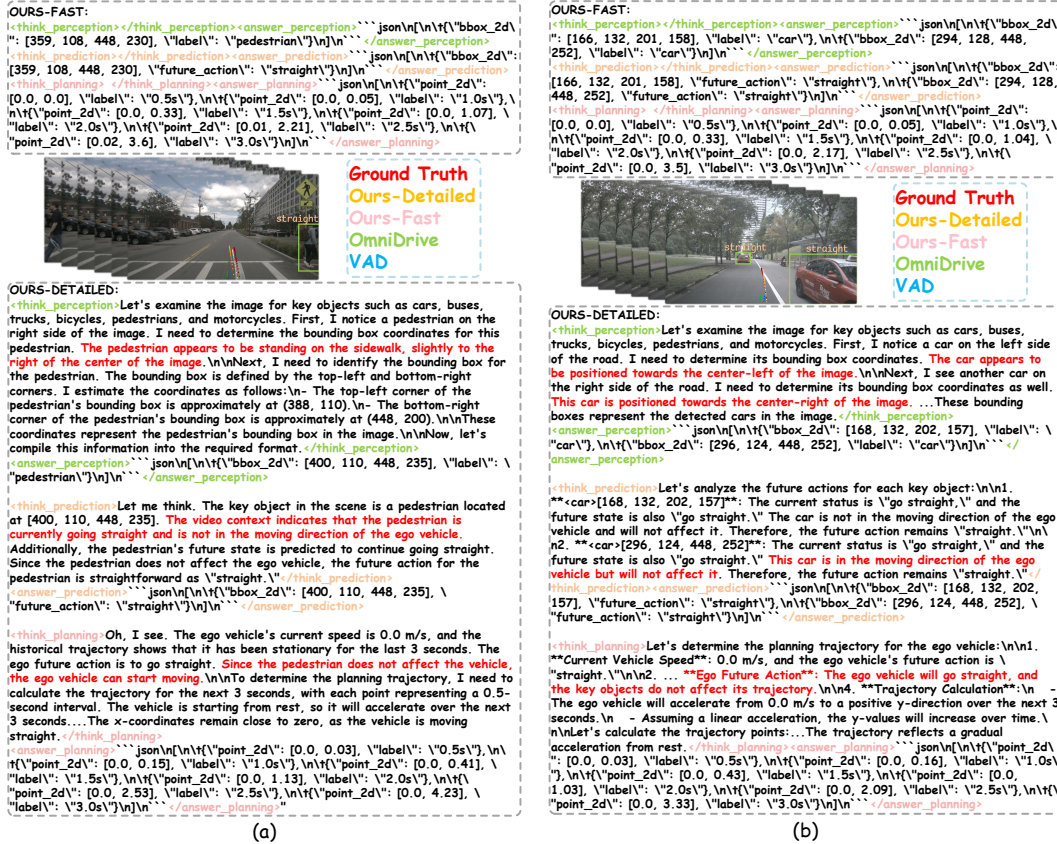 OURS-FAST:
<think_perception></think_perception><answer_perception>```json\n[\n\t{\"bbox_2d\
": [359, 108, 448, 230], \"label\": \"pedestrian\"}\n]\n```</answer_perception>
<think_prediction></think_prediction><answer_prediction>```json\n[\n\t{\"bbox_2d\":
[359, 108, 448, 230], \"future_action\": \"straight\"}\n]\n```</answer_prediction>
<think_planning> </think_planning><answer_planning>```json\n[\n\t{\"point_2d\":
[0.0, 0.0], \"label\": \"0.5s\"},\n\t{\"point_2d\": [0.0, 0.05], \"label\": \"1.0s\"},\
n\t{\"point_2d\": [0.0, 0.33], \"label\": \"1.5s\"},\n\t{\"point_2d\": [0.0, 1.07], \
"label\": \"2.0s\"},\n\t{\"point_2d\": [0.01, 2.21], \"label\": \"2.5s\"},\n\t{\
"point_2d\": [0.02, 3.6], \"label\": \"3.0s\"}\n]\n```</answer_planning>
straight
Ground Truth
Ours-Detailed
Ours-Fast
OmniDrive
VAD
OURS-DETAILED:
<think_perception>Let's examine the image for key objects such as cars, buses,
trucks, bicycles, pedestrians, and motorcycles. First, I notice a pedestrian on the
right side of the image. I need to determine the bounding box coordinates for this
pedestrian. The pedestrian appears to be standing on the sidewalk, slightly to the
right of the center of the image.\n\nNext, I need to identify the bounding box for
the pedestrian. The bounding box is defined by the top-left and bottom-right
corners. I estimate the coordinates as follows:\n- The top-left corner of the
pedestrian's bounding box is approximately at (388, 110).\n- The bottom-right
corner of the pedestrian's bounding box is approximately at (448, 200).\n\nThese
coordinates represent the pedestrian's bounding box in the image.\n\nNow, let's
compile this information into the required format.</think_perception>
<answer_perception>```json\n[\n\t{\"bbox_2d\": [400, 110, 448, 235], \"label\": \
"pedestrian\"}\n]\n```</answer_perception>
<think_prediction>Let me think. The key object in the scene is a pedestrian located
at [400, 110, 448, 235]. The video context indicates that the pedestrian is
currently going straight and is not in the moving direction of the ego vehicle.
Additionally, the pedestrian's future state is predicted to continue going straight.
Since the pedestrian does not affect the ego vehicle, the future action for the
pedestrian is straightforward as \"straight.\"</think_prediction>
<answer_prediction>```json\n[\n\t{\"bbox_2d\": [400, 110, 448, 235], \
"future_action\": \"straight\"}\n]\n```</answer_prediction>
<think_planning>Oh, I see. The ego vehicle's current speed is 0.0 m/s, and the
historical trajectory shows that it has been stationary for the last 3 seconds. The
ego future action is to go straight. Since the pedestrian does not affect the vehicle,
the ego vehicle can start moving.\n\nTo determine the planning trajectory, I need to
calculate the trajectory for the next 3 seconds, with each point representing a 0.5-
second interval. The vehicle is starting from rest, so it will accelerate over the next
3 seconds....The x-coordinates remain close to zero, as the vehicle is moving
straight.</think_planning>
<answer_planning>```json\n[\n\t{\"point_2d\": [0.0, 0.03], \"label\": \"0.5s\"},\n\
t{\"point_2d\": [0.0, 0.15], \"label\": \"1.0s\"},\n\t{\"point_2d\": [0.0, 0.41], \
"label\": \"1.5s\"},\n\t{\"point_2d\": [0.0, 1.13], \"label\": \"2.0s\"},\n\t{\
"point_2d\": [0.0, 2.53], \"label\": \"2.5s\"},\n\t{\"point_2d\": [0.0, 4.23], \
"label\": \"3.0s\"}\n]\n```</answer_planning>"
(a)
OURS-FAST:
<think_perception></think_perception><answer_perception>```json\n[\n\t{\"bbox_2d\
": [166, 132, 201, 158], \"label\": \"car\"},\n\t{\"bbox_2d\": [294, 128, 448,
252], \"label\": \"car\"}\n]\n```</answer_perception>
<think_prediction></think_prediction><answer_prediction>```json\n[\n\t{\"bbox_2d\":
[166, 132, 201, 158], \"future_action\": \"straight\"},\n\t{\"bbox_2d\": [294, 128,
448, 252], \"future_action\": \"straight\"}\n]\n```</answer_prediction>
<think_planning> </think_planning><answer_planning>```json\n[\n\t{\"point_2d\":
[0.0, 0.0], \"label\": \"0.5s\"},\n\t{\"point_2d\": [0.0, 0.05], \"label\": \"1.0s\"},\
n\t{\"point_2d\": [0.0, 0.33], \"label\": \"1.5s\"},\n\t{\"point_2d\": [0.0, 1.04], \
"label\": \"2.0s\"},\n\t{\"point_2d\": [0.0, 2.17], \"label\": \"2.5s\"},\n\t{\
"point_2d\": [0.0, 3.5], \"label\": \"3.0s\"}\n]\n```</answer_planning>
straight
straight
Ground Truth
Ours-Detailed
Ours-Fast
OmniDrive
VAD
OURS-DETAILED:
<think_perception>Let's examine the image for key objects such as cars, buses,
trucks, bicycles, pedestrians, and motorcycles. First, I notice a car on the left side
of the road. I need to determine its bounding box coordinates. The car appears to
be positioned towards the center-left of the image.\n\nNext, I see another car on
the right side of the road. I need to determine its bounding box coordinates as well.
This car is positioned towards the center-right of the image. ...These bounding
boxes represent the detected cars in the image.</think_perception>
<answer_perception>```json\n[\n\t{\"bbox_2d\": [168, 132, 202, 157], \"label\": \
"car\"},\n\t{\"bbox_2d\": [296, 124, 448, 252], \"label\": \"car\"}\n]\n```</
answer_perception>
<think_prediction>Let's analyze the future actions for each key object:\n\n1.
**<car>[168, 132, 202, 157]**: The current status is \"go straight,\" and the
future state is also \"go straight.\" The car is not in the moving direction of the ego
vehicle and will not affect it. Therefore, the future action remains \"straight.\"\n\
n2. **<car>[296, 124, 448, 252]**: The current status is \"go straight,\" and the
future state is also \"go straight.\" This car is in the moving direction of the ego
vehicle but will not affect it. Therefore, the future action remains \"straight.\"</
think_prediction><answer_prediction>```json\n[\n\t{\"bbox_2d\": [168, 132, 202,
157], \"future_action\": \"straight\"},\n\t{\"bbox_2d\": [296, 124, 448, 252], \
"future_action\": \"straight\"}\n]\n```</answer_prediction>
<think_planning>Let's determine the planning trajectory for the ego vehicle:\n\n1.
**Current Vehicle Speed**: 0.0 m/s, and the ego vehicle's future action is \
"straight.\"\n\n2. ... **Ego Future Action**: The ego vehicle will go straight, and
the key objects do not affect its trajectory.\n\n4. **Trajectory Calculation**:\n   -
The ego vehicle will accelerate from 0.0 m/s to a positive y-direction over the next 3
seconds.\n   - Assuming a linear acceleration, the y-values will increase over time.\
n\nLet's calculate the trajectory points:...The trajectory reflects a gradual
acceleration from rest.</think_planning><answer_planning>```json\n[\n\t{\"point_2d\
": [0.0, 0.03], \"label\": \"0.5s\"},\n\t{\"point_2d\": [0.0, 0.16], \"label\": \"1.0s\
"},\n\t{\"point_2d\": [0.0, 0.43], \"label\": \"1.5s\"},\n\t{\"point_2d\": [0.0,
1.03], \"label\": \"2.0s\"},\n\t{\"point_2d\": [0.0, 2.09], \"label\": \"2.5s\"},\n\t{\
"point_2d\": [0.0, 3.33], \"label\": \"3.0s\"}\n]\n```</answer_planning>
(b)